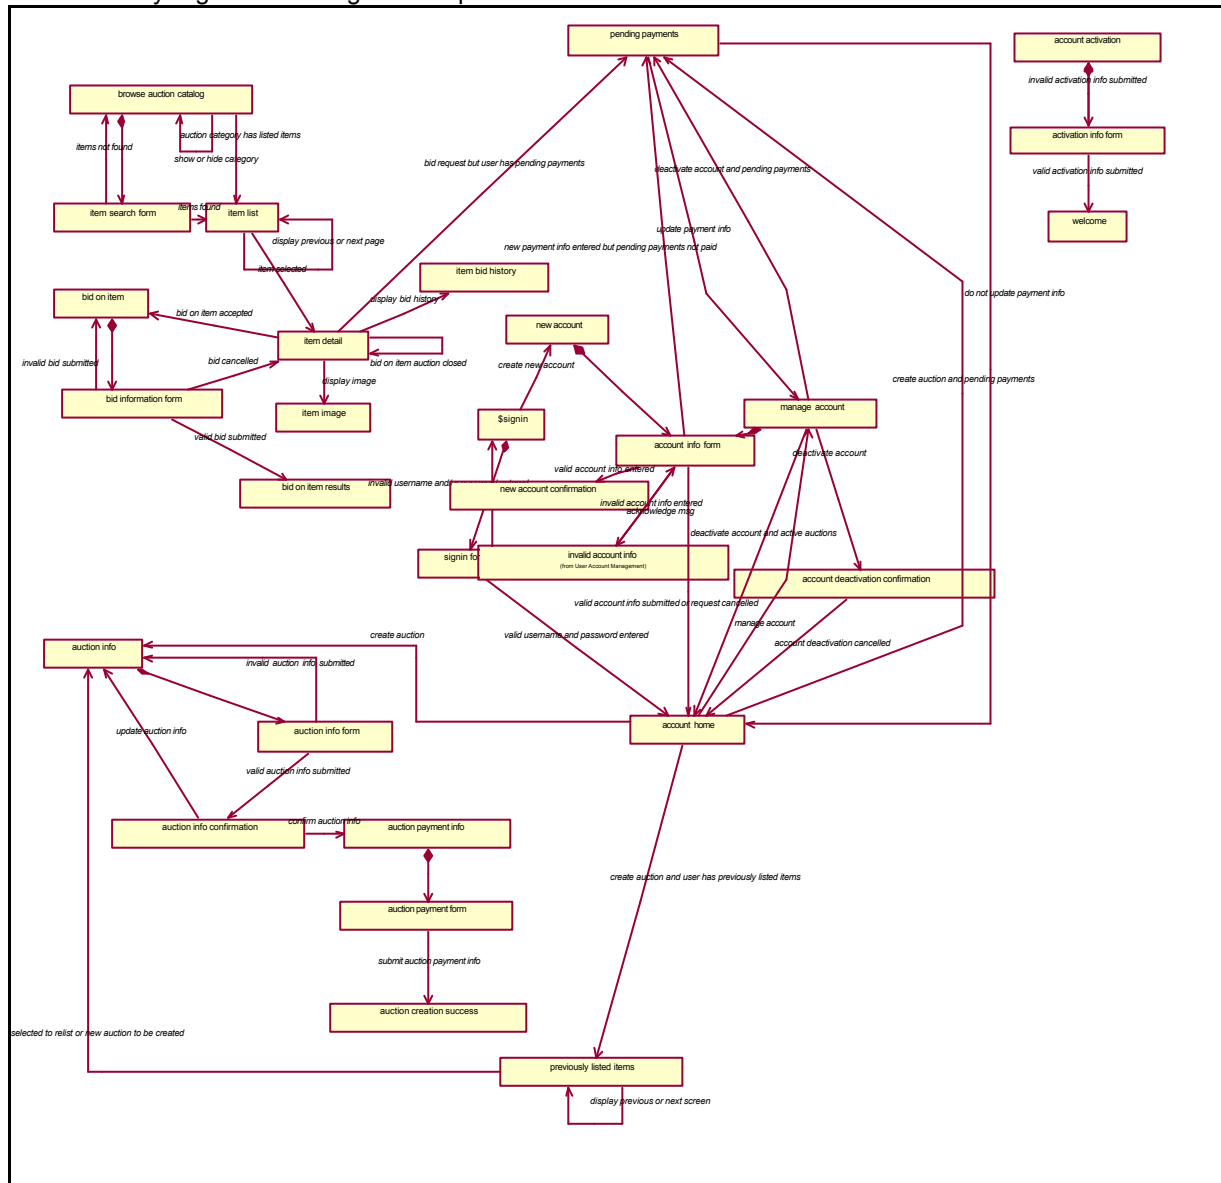 pending payments
account activation
invalid activation info submitted
browse auction catalog
auction category has listed items
items not found
show or hide category
activation info form
valid activation info submitted
bid request but user has pending payments
deactivate account and pending payments
item search form
items found
item list
welcome
display previous or next page
update payment info
new payment info entered but pending payments not paid
item selected
item bid history
display bid history
do not update payment info
bid on item
bid on item accepted
item detail
new account
invalid bid submitted
bid cancelled
bid on item auction closed
create new account
display image
create auction and pending payments
bid information form
item image
manage account
$signin
valid bid submitted
account info form
deactivate account
valid account info entered
bid on item results
invalid username and
new account confirmation
invalid account info entered
acknowledge msg
deactivate account and active auctions
signin
invalid account info
(from User Account Management)
account deactivation confirmation
valid account info submitted or request cancelled
manage account
create auction
valid username and password entered
account deactivation cancelled
auction info
invalid auction info submitted
update auction info
auction info form
account home
valid auction info submitted
auction info confirmation
confirm auction info
auction payment info
create auction and user has previously listed items
auction payment form
submit auction payment info
auction creation success
selected to relist or new auction to be created
previously listed items
display previous or next screen